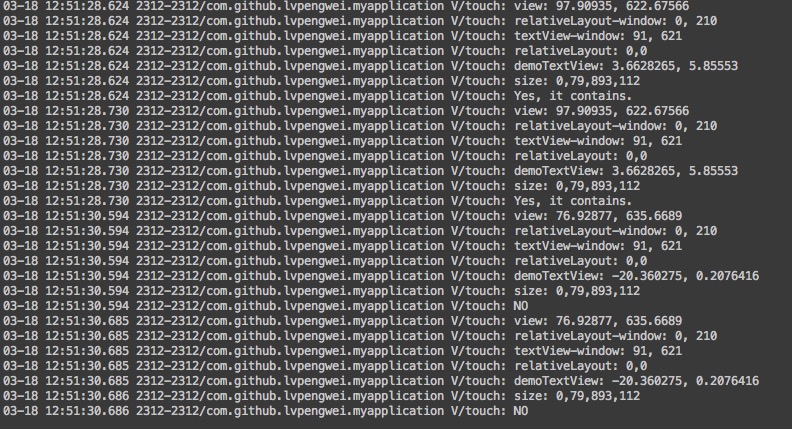 03-18 12:51:28.624 2312-2312/com.github.lvpengwei.myapplication V/touch: view: 97.90935, 622.67566
03-18 12:51:28.624 2312-2312/com.github.lvpengwei.myapplication V/touch: relativeLayout-window: 0, 210
03-18 12:51:28.624 2312-2312/com.github.lvpengwei.myapplication V/touch: textView-window: 91, 621
03-18 12:51:28.624 2312-2312/com.github.lvpengwei.myapplication V/touch: relativeLayout: 0,0
03-18 12:51:28.624 2312-2312/com.github.lvpengwei.myapplication V/touch: demoTextView: 3.6628265, 5.85553
03-18 12:51:28.624 2312-2312/com.github.lvpengwei.myapplication V/touch: size: 0,79,893,112
03-18 12:51:28.624 2312-2312/com.github.lvpengwei.myapplication V/touch: Yes, it contains.
03-18 12:51:28.730 2312-2312/com.github.lvpengwei.myapplication V/touch: view: 97.90935, 622.67566
03-18 12:51:28.730 2312-2312/com.github.lvpengwei.myapplication V/touch: relativeLayout-window: 0, 210
03-18 12:51:28.730 2312-2312/com.github.lvpengwei.myapplication V/touch: textView-window: 91, 621
03-18 12:51:28.730 2312-2312/com.github.lvpengwei.myapplication V/touch: relativeLayout: 0,0
03-18 12:51:28.730 2312-2312/com.github.lvpengwei.myapplication V/touch: demoTextView: 3.6628265, 5.85553
03-18 12:51:28.730 2312-2312/com.github.lvpengwei.myapplication V/touch: size: 0,79,893,112
03-18 12:51:28.730 2312-2312/com.github.lvpengwei.myapplication V/touch: Yes, it contains.
03-18 12:51:30.594 2312-2312/com.github.lvpengwei.myapplication V/touch: view: 76.92877, 635.6689
03-18 12:51:30.594 2312-2312/com.github.lvpengwei.myapplication V/touch: relativeLayout-window: 0, 210
03-18 12:51:30.594 2312-2312/com.github.lvpengwei.myapplication V/touch: textView-window: 91, 621
03-18 12:51:30.594 2312-2312/com.github.lvpengwei.myapplication V/touch: relativeLayout: 0,0
03-18 12:51:30.594 2312-2312/com.github.lvpengwei.myapplication V/touch: demoTextView: -20.360275, 0.2076416
03-18 12:51:30.594 2312-2312/com.github.lvpengwei.myapplication V/touch: size: 0,79,893,112
03-18 12:51:30.594 2312-2312/com.github.lvpengwei.myapplication V/touch: NO
03-18 12:51:30.685 2312-2312/com.github.lvpengwei.myapplication V/touch: view: 76.92877, 635.6689
03-18 12:51:30.685 2312-2312/com.github.lvpengwei.myapplication V/touch: relativeLayout-window: 0, 210
03-18 12:51:30.685 2312-2312/com.github.lvpengwei.myapplication V/touch: textView-window: 91, 621
03-18 12:51:30.685 2312-2312/com.github.lvpengwei.myapplication V/touch: relativeLayout: 0,0
03-18 12:51:30.685 2312-2312/com.github.lvpengwei.myapplication V/touch: demoTextView: -20.360275, 0.2076416
03-18 12:51:30.686 2312-2312/com.github.lvpengwei.myapplication V/touch: size: 0,79,893,112
03-18 12:51:30.686 2312-2312/com.github.lvpengwei.myapplication V/touch: NO